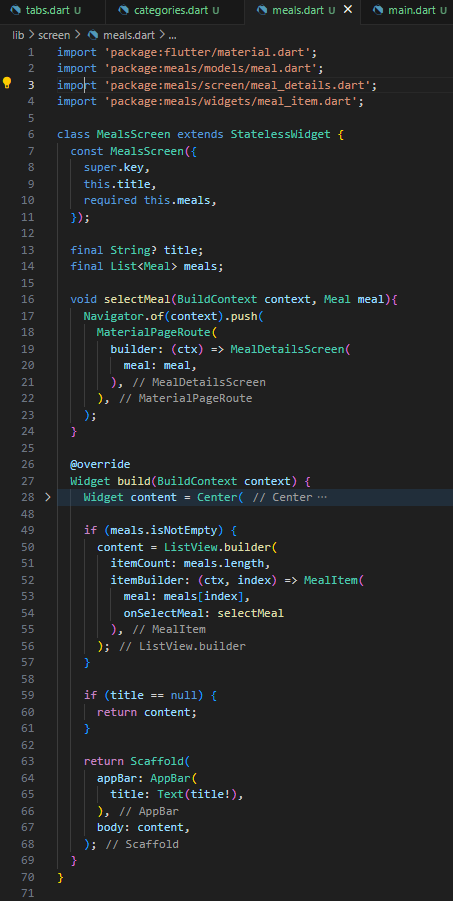 tabs.dart U categories.dart U meals.dart U × main.dart U
lib > screen > meals.dart > ...
1 import 'package:flutter/material.dart';
2 import 'package:meals/models/meal.dart';
3 import 'package:meals/screen/meal_details.dart';
4 import 'package:meals/widgets/meal_item.dart';
5
6 class MealsScreen extends StatelessWidget {
7 const MealsScreen({
8 super.key,
9 this.title,
10 required this.meals,
11 });
12
13 final String? title;
14 final List<Meal> meals;
15
16 void selectMeal(BuildContext context, Meal meal){
17 Navigator.of(context).push(
18 MaterialPageRoute(
19 builder: (ctx) => MealDetailsScreen(
20 meal: meal,
21 ), // MealDetailsScreen
22 ), // MaterialPageRoute
23 );
24 }
25
26 @override
27 Widget build(BuildContext context) {
28 > Widget content = Center( // Center ...
48
49 if (meals.isNotEmpty) {
50 content = ListView.builder(
51 itemCount: meals.length,
52 itemBuilder: (ctx, index) => MealItem(
53 meal: meals[index],
54 onSelectMeal: selectMeal
55 ), // MealItem
56 ); // ListView.builder
57 }
58
59 if (title == null) {
60 return content;
61 }
62
63 return Scaffold(
64 appBar: AppBar(
65 title: Text(title!),
66 ), // AppBar
67 body: content,
68 ); // Scaffold
69 }
70 }
71